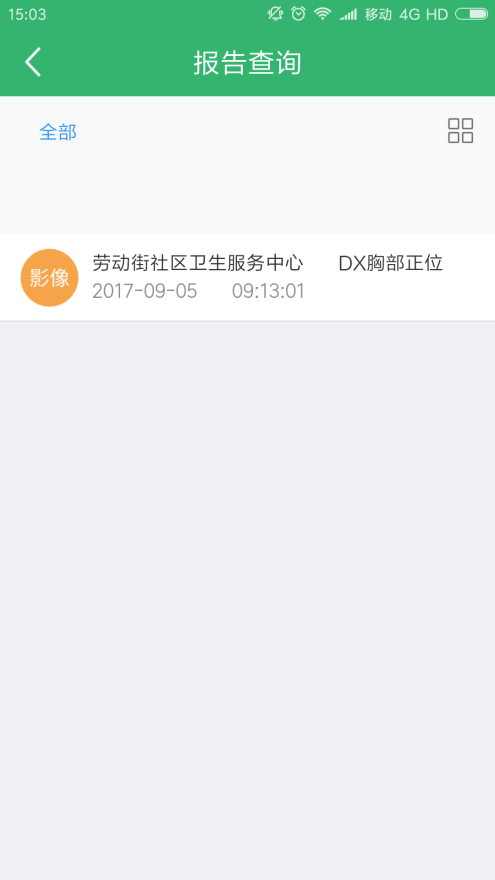 15:03 移动 4G HD
报告查询
全部
影像
劳动街社区卫生服务中心 DX胸部正位
2017-09-05 09:13:01